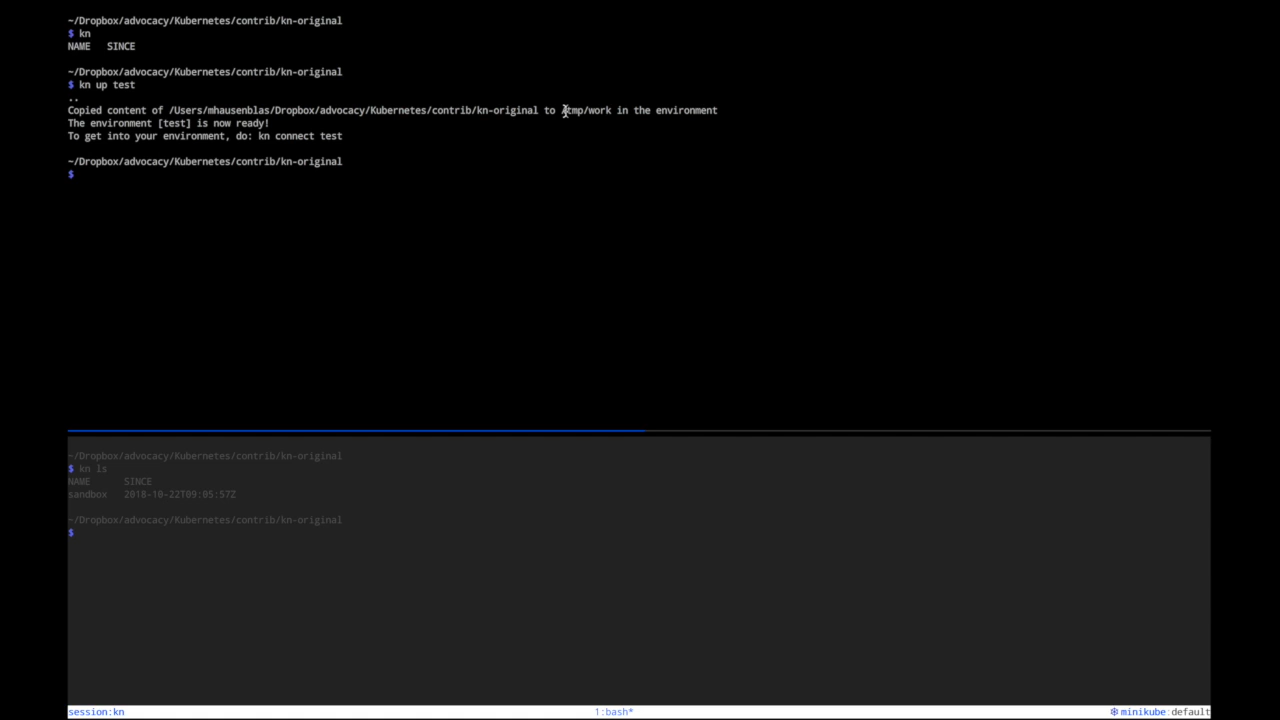 ~/Dropbox/advocacy/Kubernetes/contrib/kn-original
$ kn
NAME   SINCE
~/Dropbox/advocacy/Kubernetes/contrib/kn-original
$ kn up test
..
Copied content of /Users/mhausenblas/Dropbox/advocacy/Kubernetes/contrib/kn-original to /tmp/work in the environment
The environment [test] is now ready!
To get into your environment, do: kn connect test
~/Dropbox/advocacy/Kubernetes/contrib/kn-original
$
~/Dropbox/advocacy/Kubernetes/contrib/kn-original
$ kn ls
NAME      SINCE
sandbox   2018-10-22T09:05:57Z
~/Dropbox/advocacy/Kubernetes/contrib/kn-original
$
session:kn 1:bash* ⎈ minikube:default